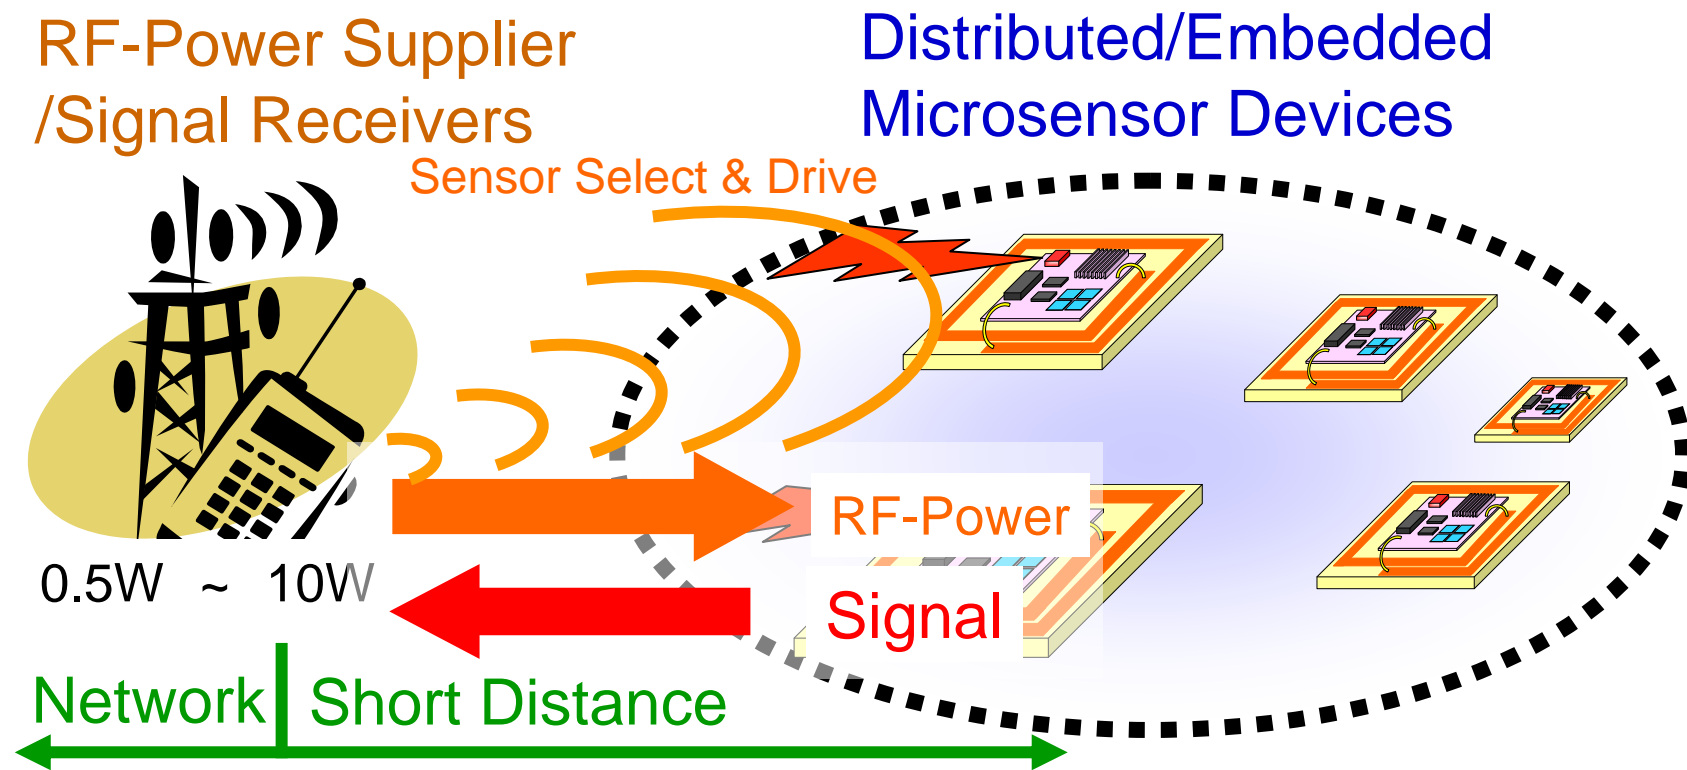 RF-Power Supplier
/Signal Receivers
Distributed/Embedded
Microsensor Devices
Sensor Select & Drive
RF-Power
Signal
0.5W ~ 10W
Network
Short Distance